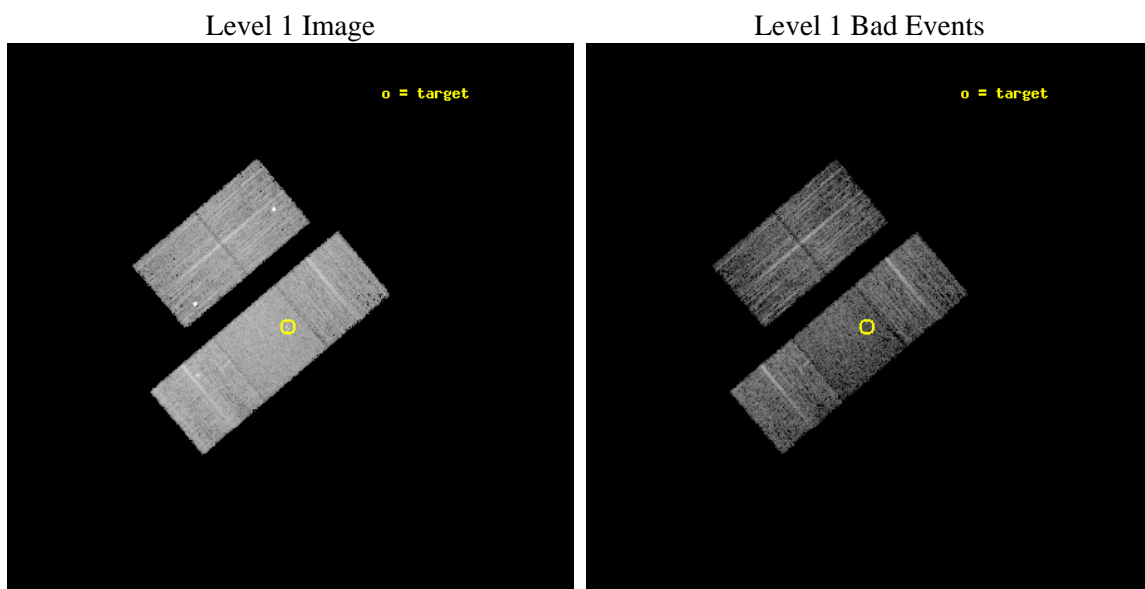 Level 1 Image
Level 1 Bad Events
o = target
o = target